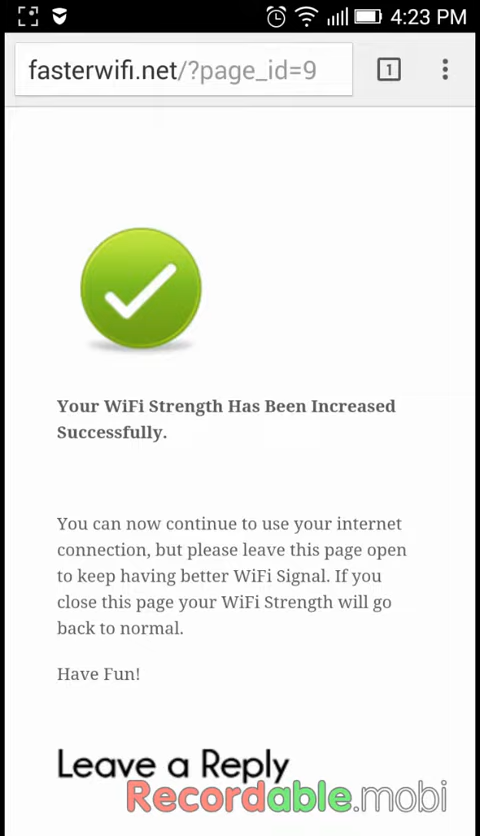 4:23 PM
fasterwifi.net/?page_id=9
1
Your WiFi Strength Has Been Increased
Successfully.
You can now continue to use your internet
connection, but please leave this page open
to keep having better WiFi Signal. If you
close this page your WiFi Strength will go
back to normal.
Have Fun!
Leave a Reply
Recordable.mobi